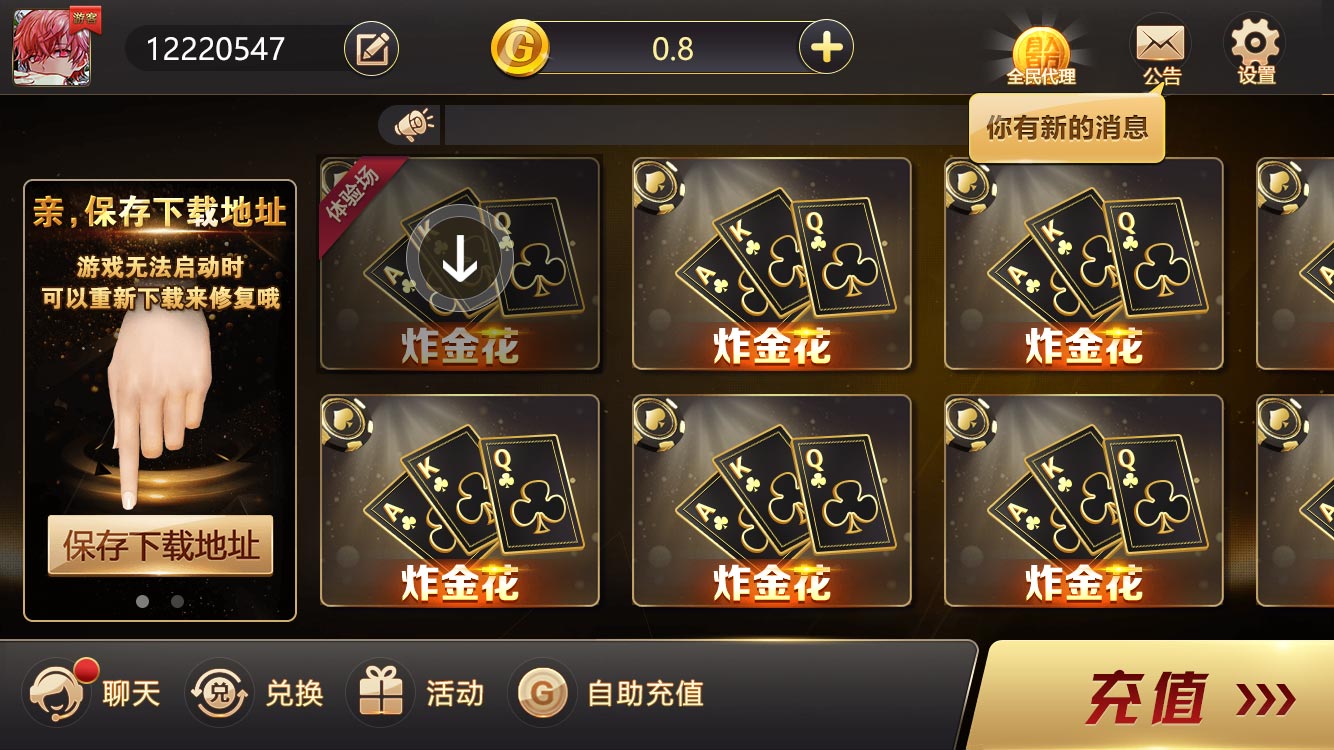 游客
12220547
G
0.8
全民代理
公告
设置
你有新的消息
亲,保存下载地址
游戏无法启动时
可以重新下载来修复哦
保存下载地址
体验场
A K Q
炸金花
A K Q
炸金花
A K Q
炸金花
A
A K Q
炸金花
A K Q
炸金花
A K Q
炸金花
A
聊天
兑
兑换
活动
G
自助充值
充值